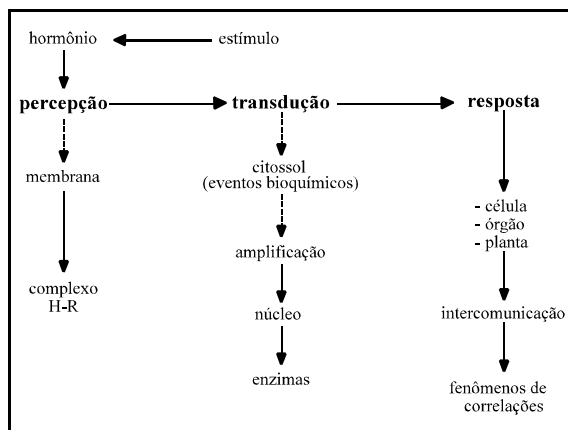 hormônio
estímulo
percepção
transdução
resposta
membrana
citossol
(eventos bioquímicos)
- célula
- órgão
- planta
amplificação
complexo
H-R
núcleo
intercomunicação
enzimas
fenômenos de
correlações